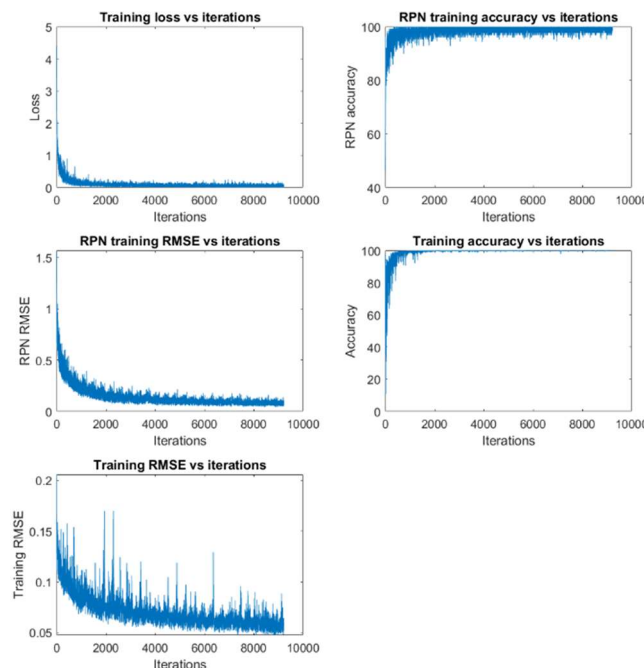 Training loss vs iterations
5
4
3
2
1
0
Loss
0 2000 4000 6000 8000 10000
Iterations
RPN training accuracy vs iterations
100
80
60
40
RPN accuracy
0 2000 4000 6000 8000 10000
Iterations
RPN training RMSE vs iterations
1.5
1
0.5
0
RPN RMSE
0 2000 4000 6000 8000 10000
Iterations
Training accuracy vs iterations
100
80
60
40
20
0
Accuracy
0 2000 4000 6000 8000 10000
Iterations
Training RMSE vs iterations
0.2
0.15
0.1
0.05
Training RMSE
0 2000 4000 6000 8000 10000
Iterations